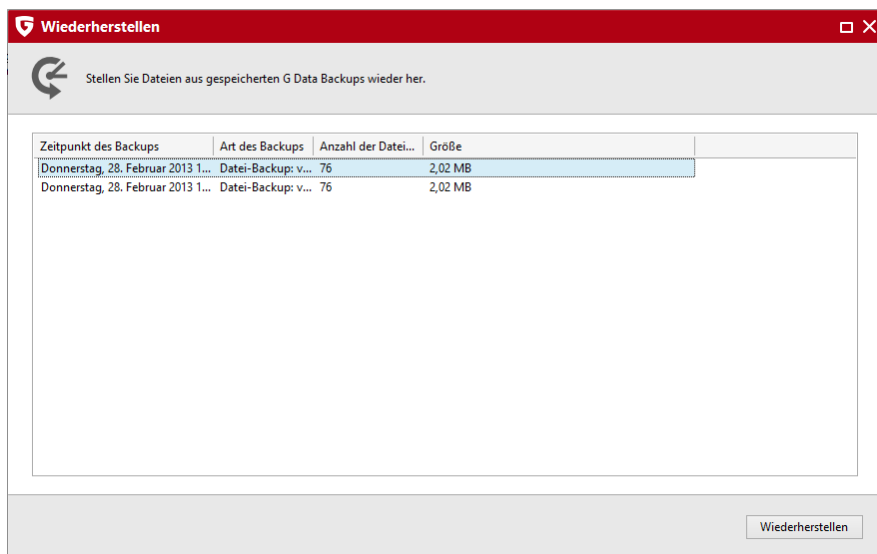 Wiederherstellen
Stellen Sie Dateien aus gespeicherten G Data Backups wieder her.
Zeitpunkt des Backups Art des Backups Anzahl der Datei... Größe
Donnerstag, 28. Februar 2013 1... Datei-Backup: v... 76 2,02 MB
Donnerstag, 28. Februar 2013 1... Datei-Backup: v... 76 2,02 MB
Wiederherstellen